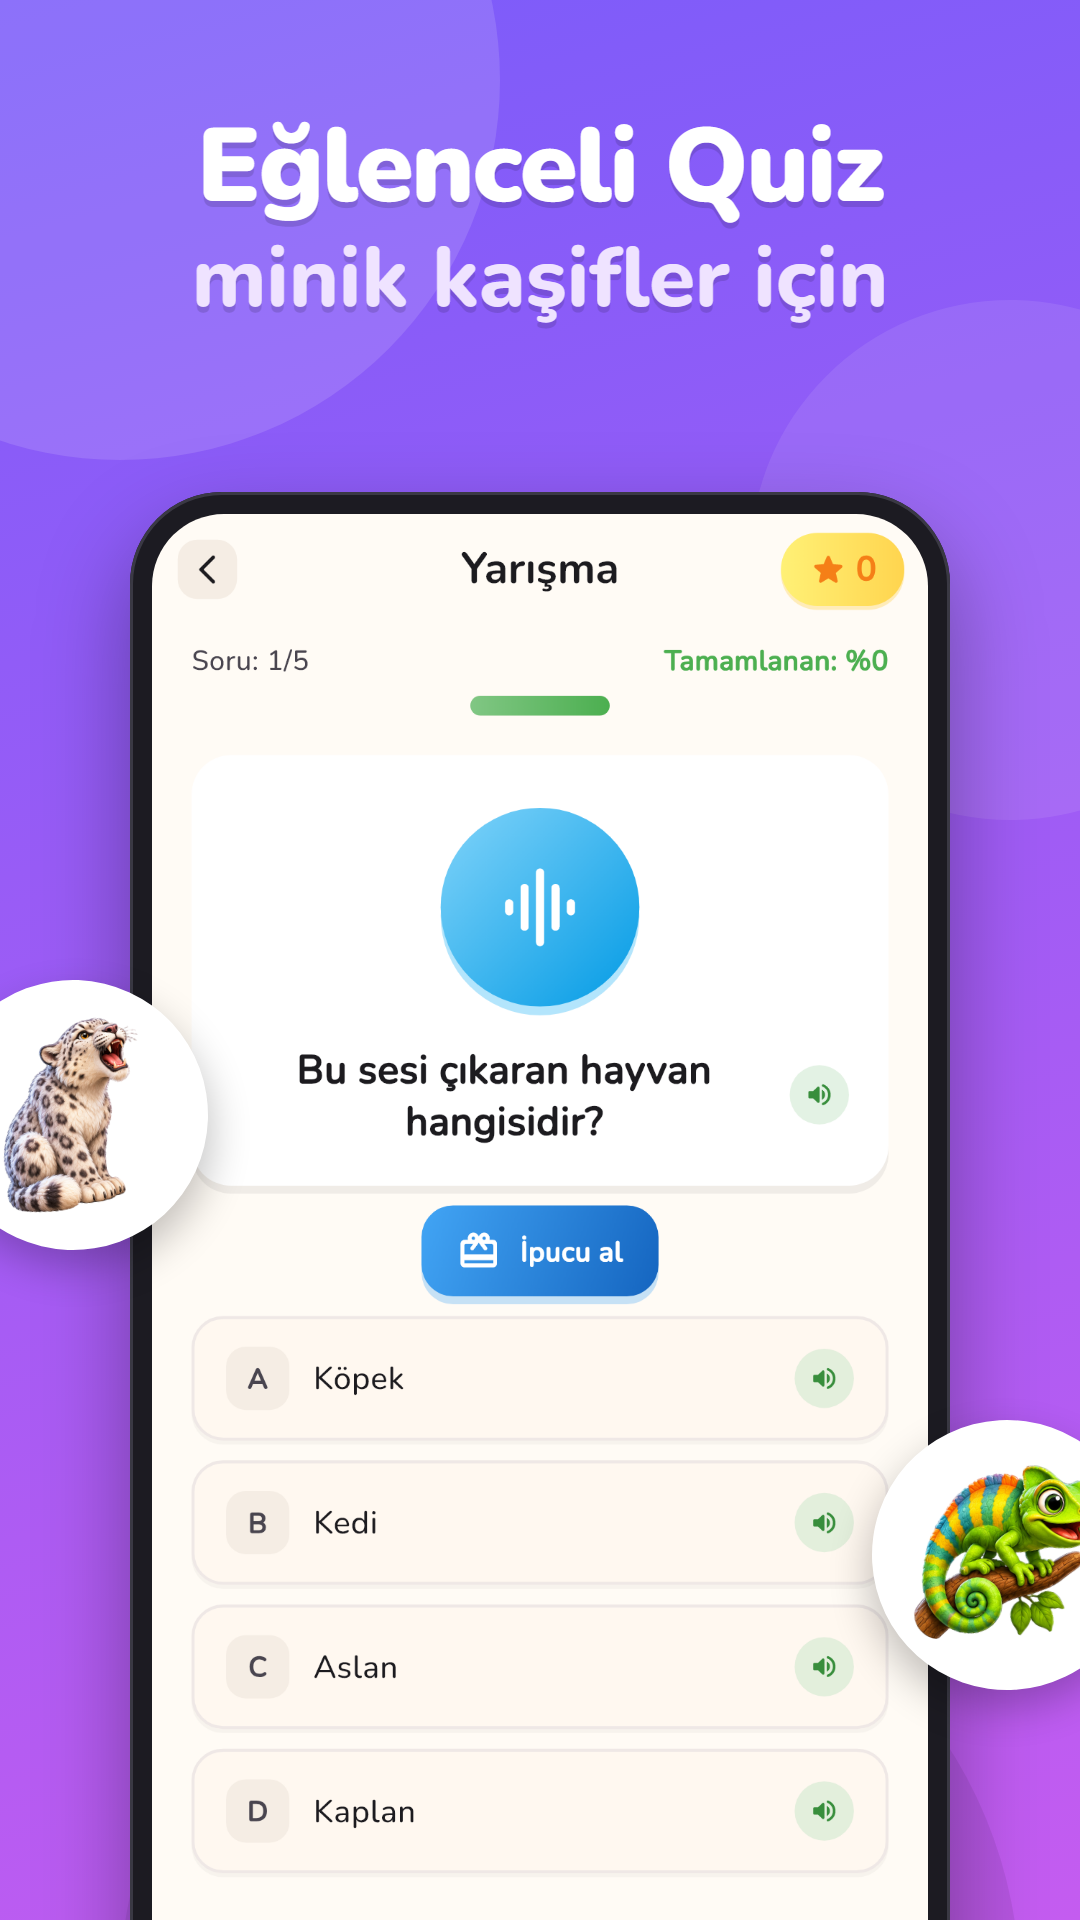 Eğlenceli Quiz
minik kaşifler için
Yarışma
0
Soru: 1/5
Tamamlanan: %0
Bu sesi çıkaran hayvan
hangisidir?
İpucu al
A Köpek
B Kedi
C Aslan
D Kaplan